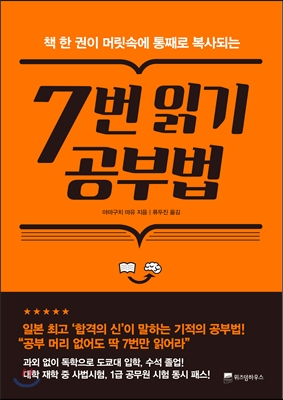 책 한 권이 머릿속에 통째로 복사되는
7번 읽기
공부법
야마구치 마유 지음 | 류두진 옮김
★★★★★
일본 최고 ‘합격의 신’이 말하는 기적의 공부법!
“공부 머리 없어도 딱 7번만 읽어라”
과외 없이 독학으로 도쿄대 입학, 수석 졸업!
대학 재학 중 사법시험, 1급 공무원 시험 동시 패스!
위즈덤하우스